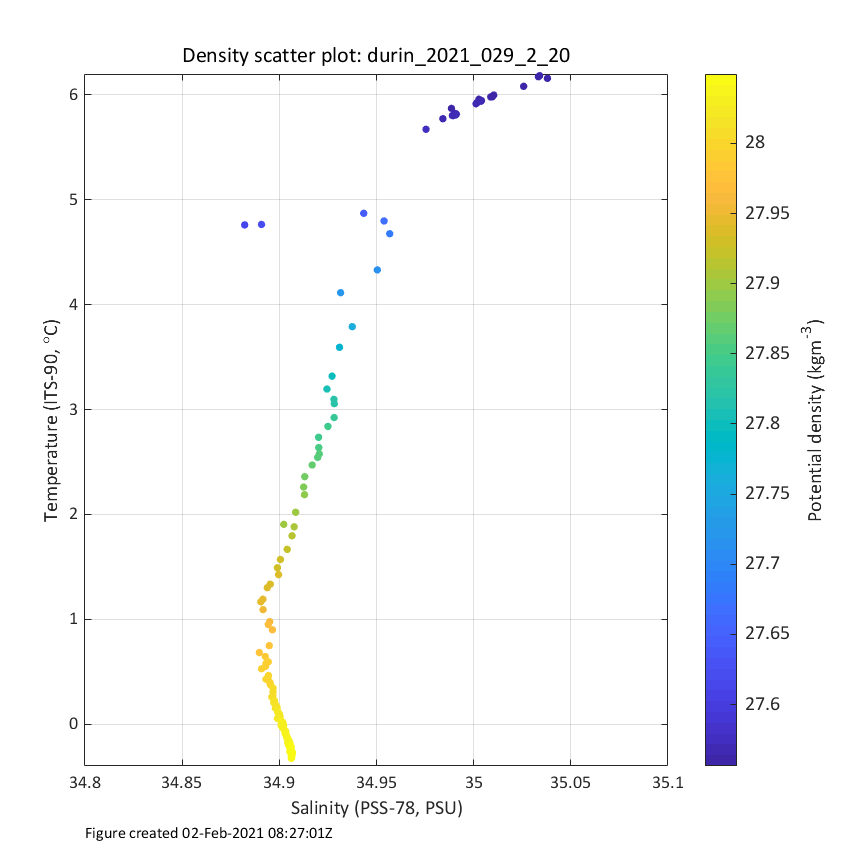 Density scatter plot: durin_2021_029_2_20
6
5
4
3
2
1
0
Temperature (ITS-90, °C)
34.8 34.85 34.9 34.95 35 35.05 35.1
Salinity (PSS-78, PSU)
28
27.95
27.9
27.85
27.8
27.75
27.7
27.65
27.6
Potential density (kgm-3)
Figure created 02-Feb-2021 08:27:01Z